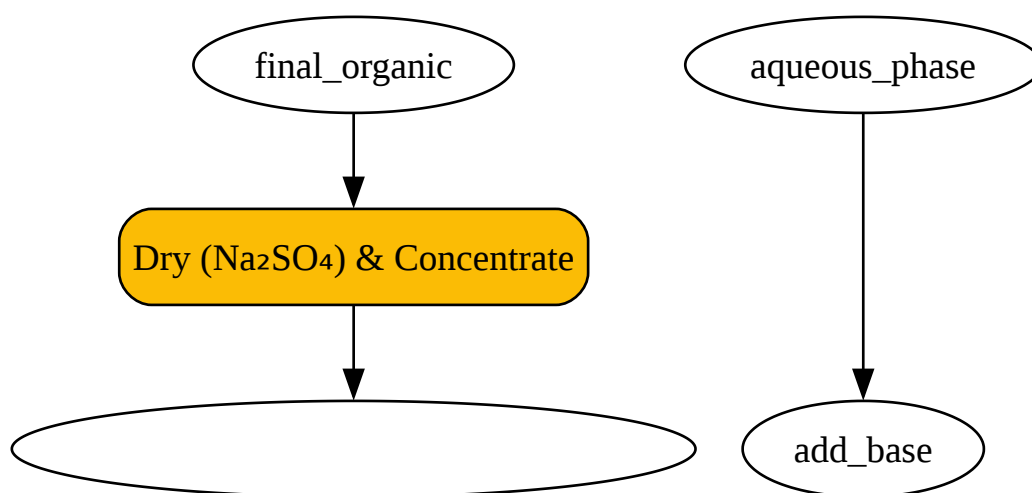 final_organic
aqueous_phase
Dry (Na₂SO₄) & Concentrate
add_base